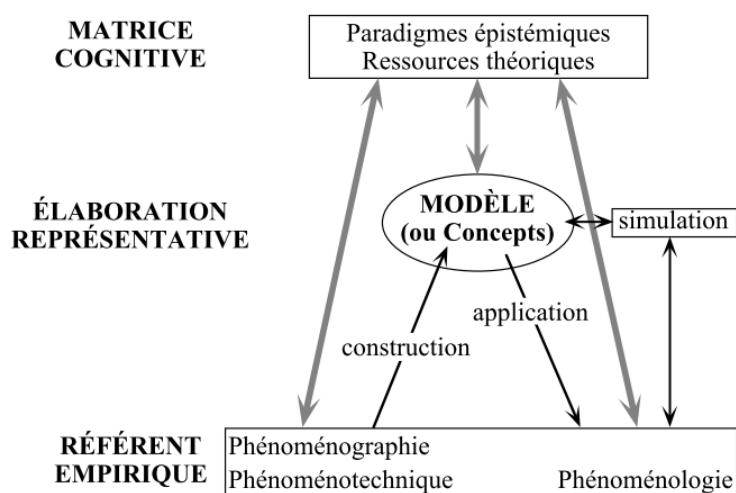 MATRICE
COGNITIVE
Paradigmes épistémiques
Ressources théoriques
ÉLABORATION
REPRÉSENTATIVE
MODÈLE
(ou Concepts)
simulation
application
construction
RÉFÉRENT
EMPIRIQUE
Phénoménographie
Phénoménotechnique
Phénoménologie